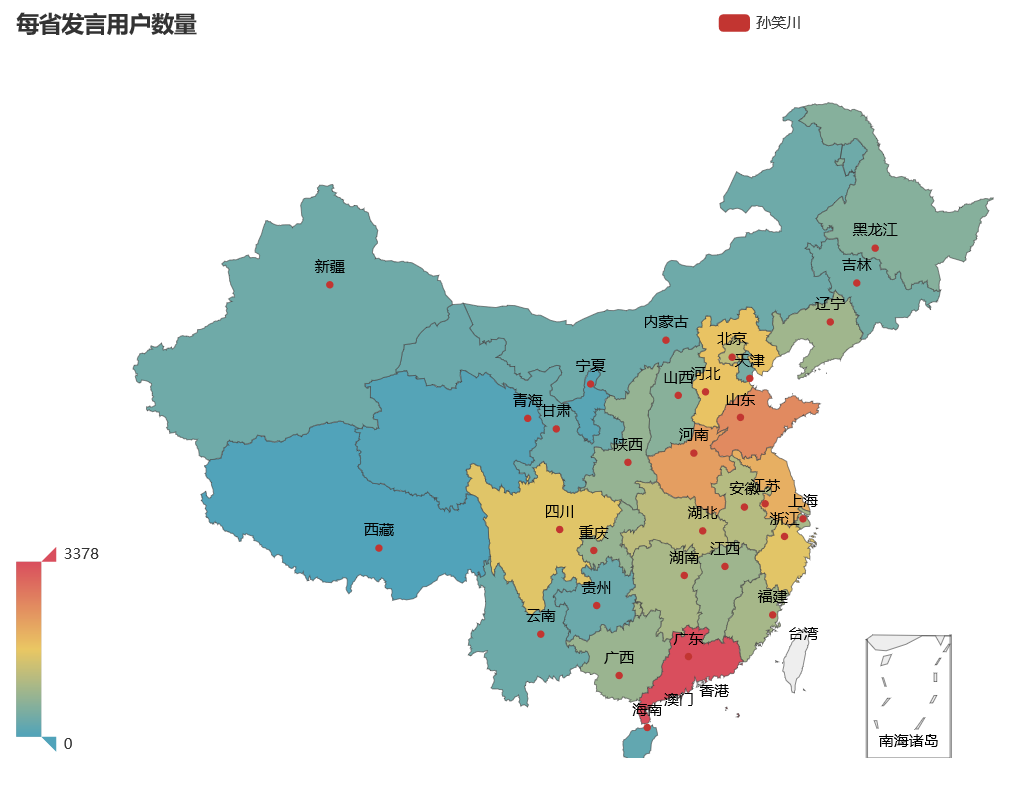 每省发言用户数量
孙笑川
黑龙江
新疆
吉林
辽宁
内蒙古
北京
天津
宁夏
山西
河北
青海
甘肃
山东
河南
陕西
安徽
江苏
上海
四川
湖北
浙江
西藏
重庆
江西
3378
湖南
贵州
福建
云南
广东
台湾
广西
香港
澳门
海南
南海诸岛
0